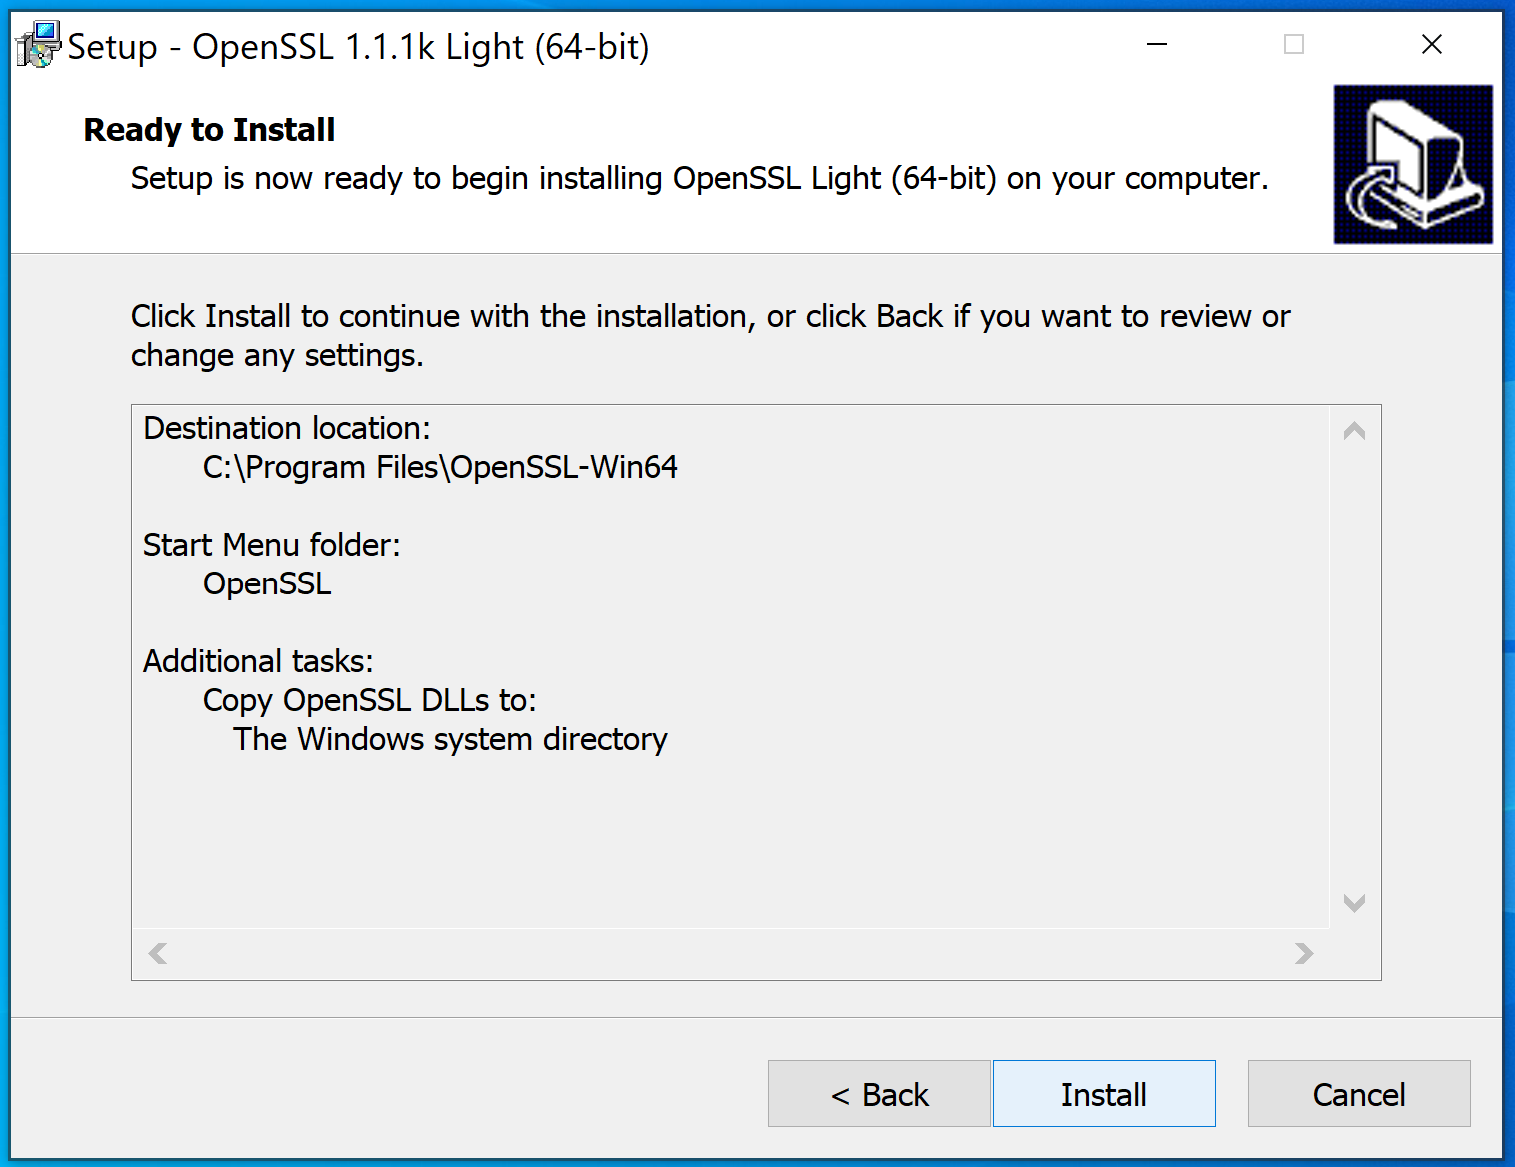 Setup - OpenSSL 1.1.1k Light (64-bit)
Ready to Install
Setup is now ready to begin installing OpenSSL Light (64-bit) on your computer.
Click Install to continue with the installation, or click Back if you want to review or
change any settings.
Destination location:
C:\Program Files\OpenSSL-Win64
Start Menu folder:
OpenSSL
Additional tasks:
Copy OpenSSL DLLs to:
The Windows system directory
< Back
Install
Cancel